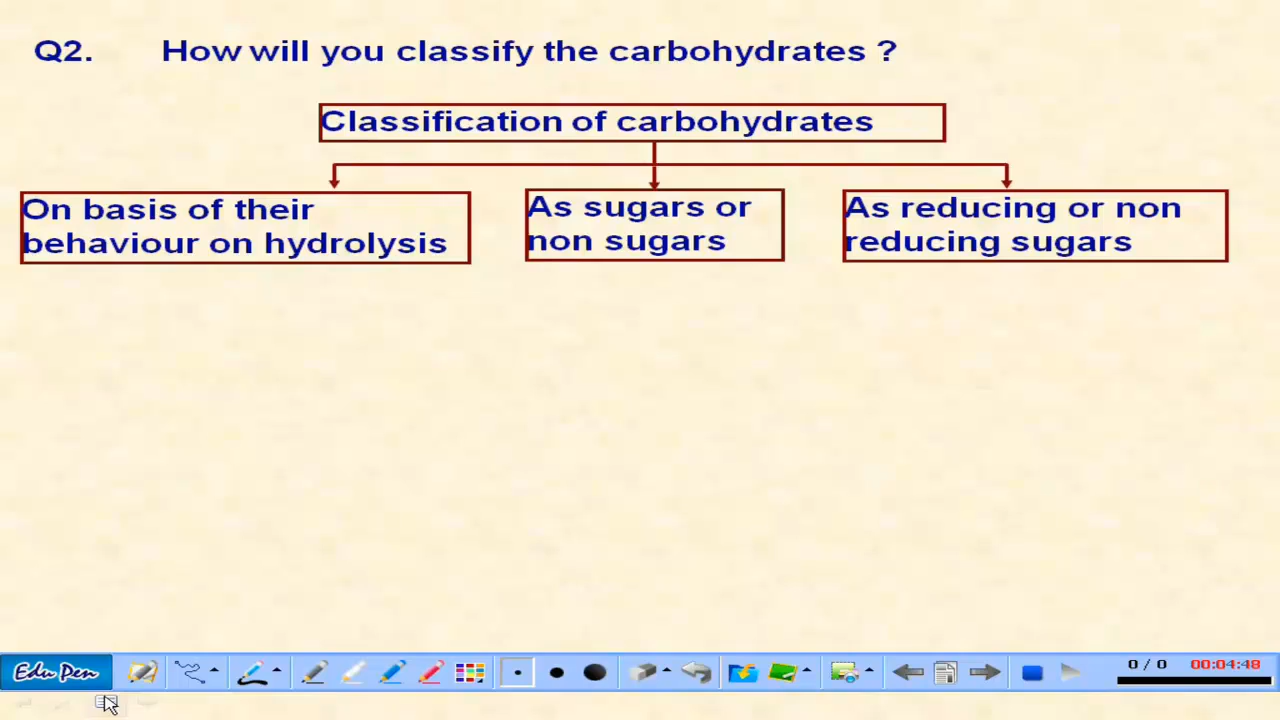 Q2. How will you classify the carbohydrates ?
Classification of carbohydrates
On basis of their
behaviour on hydrolysis
As sugars or
non sugars
As reducing or non
reducing sugars
Edu Pen
0 / 0 00:04:48